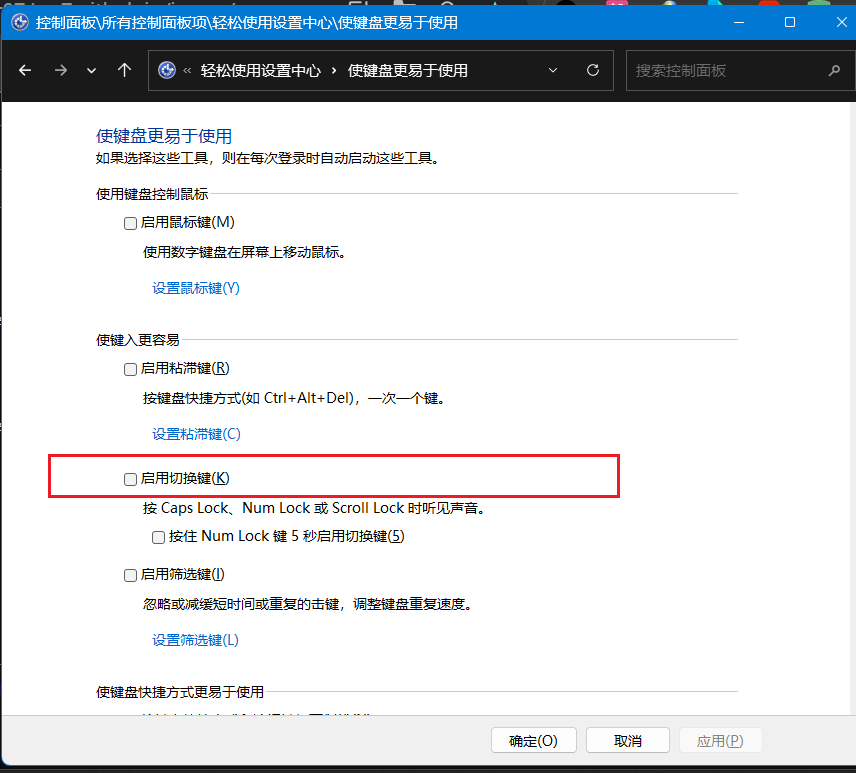 控制面板\所有控制面板项\轻松使用设置中心\使键盘更易于使用
« 轻松使用设置中心 › 使键盘更易于使用
搜索控制面板
使键盘更易于使用
如果选择这些工具，则在每次登录时自动启动这些工具。
使用键盘控制鼠标
启用鼠标键(M)
使用数字键盘在屏幕上移动鼠标。
设置鼠标键(Y)
使键入更容易
启用粘滞键(R)
按键盘快捷方式(如 Ctrl+Alt+Del)，一次一个键。
设置粘滞键(C)
启用切换键(K)
按 Caps Lock、Num Lock 或 Scroll Lock 时听见声音。
按住 Num Lock 键 5 秒启用切换键(5)
启用筛选键(I)
忽略或减缓短时间或重复的击键，调整键盘重复速度。
设置筛选键(L)
使键盘快捷方式更易于使用
确定(O)
取消
应用(P)